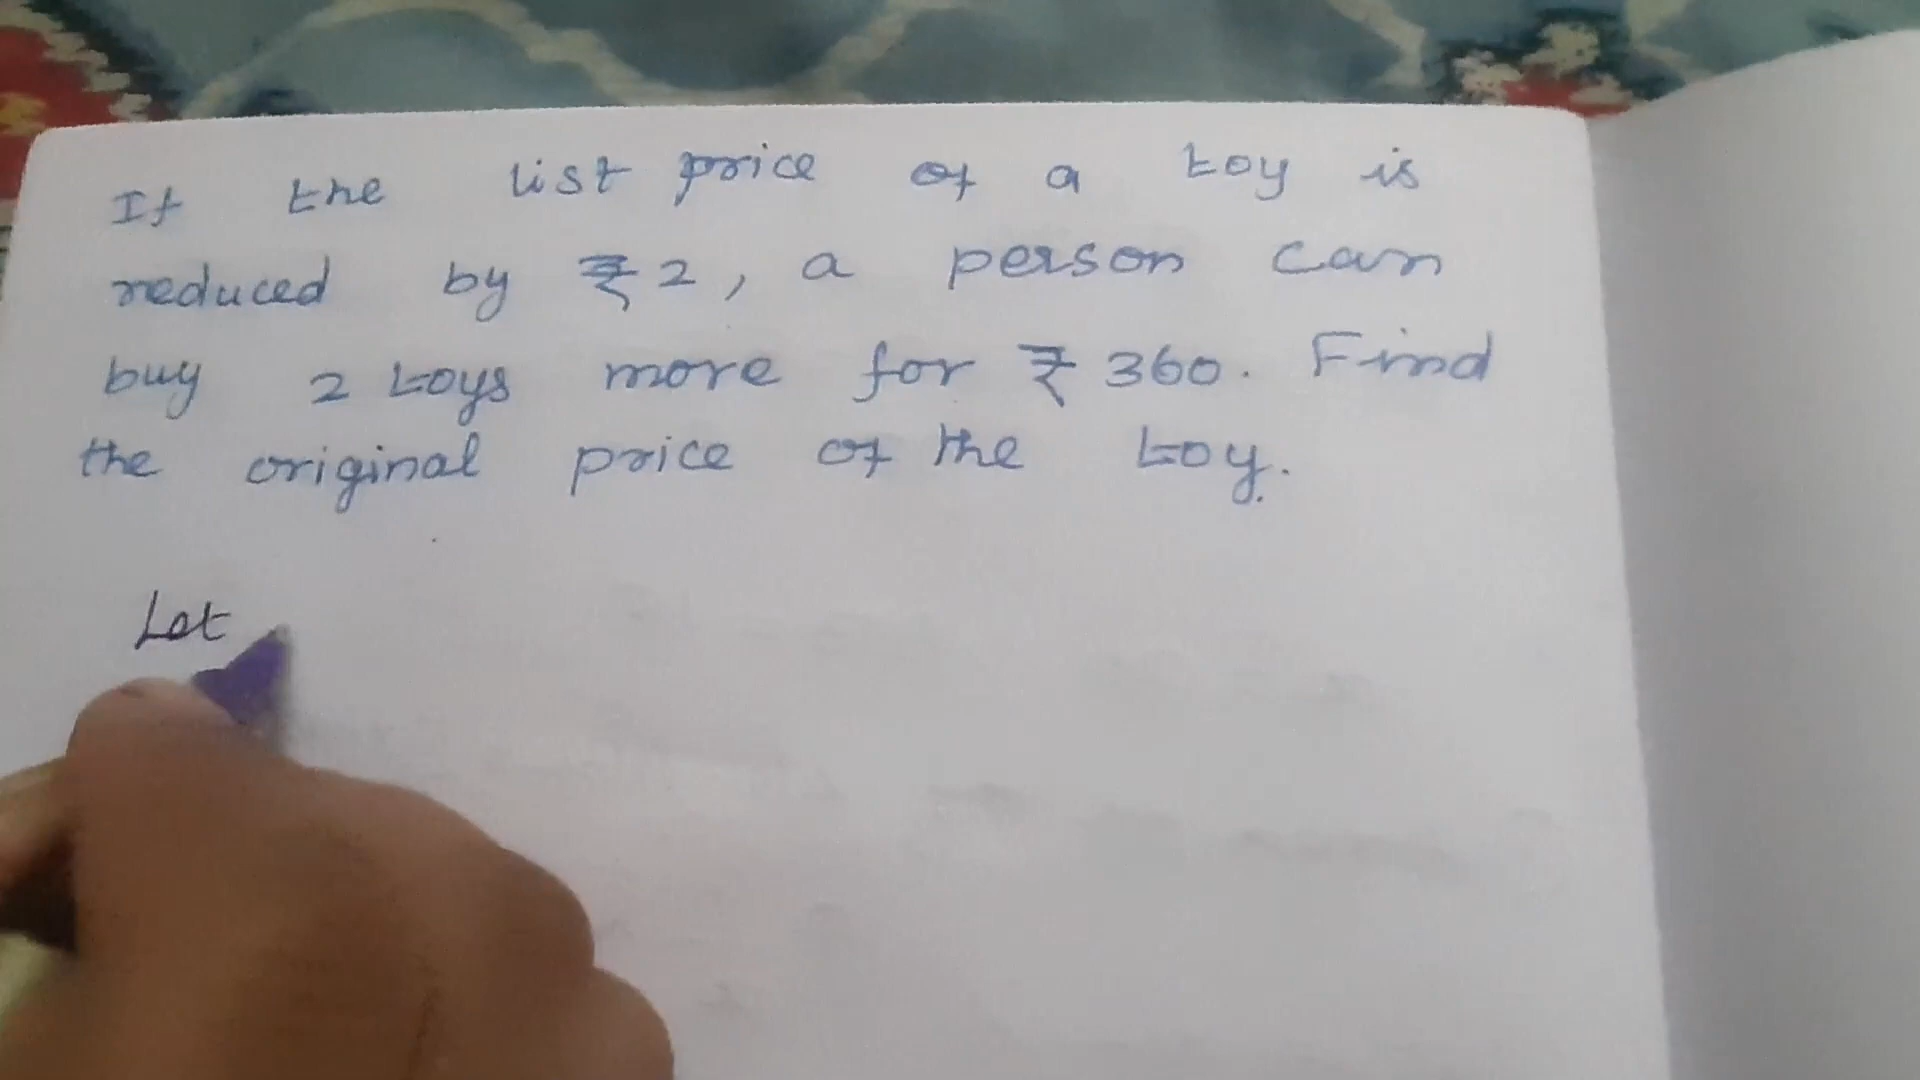 If the list price of a toy is
reduced by ₹2, a person can
buy 2 toys more for ₹360. Find
the original price of the toy.
Let